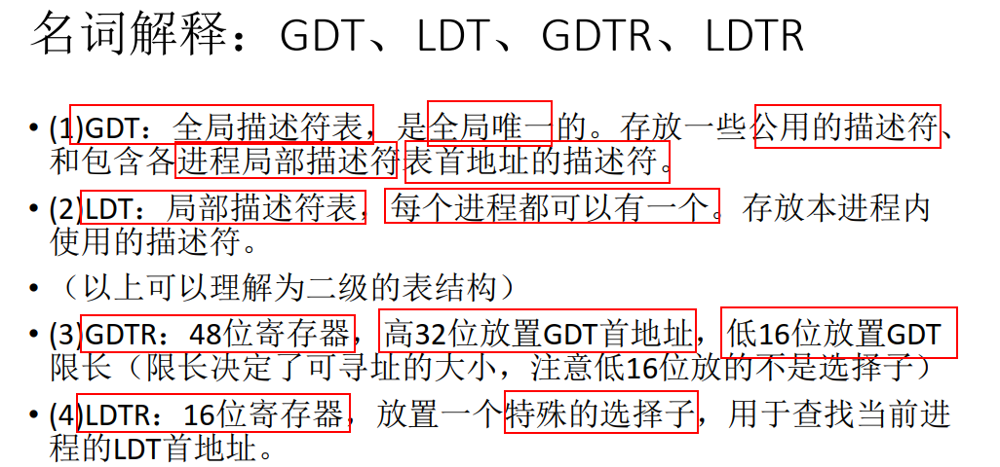 名词解释：GDT、LDT、GDTR、LDTR
• (1)GDT：全局描述符表，是全局唯一的。存放一些公用的描述符、
和包含各进程局部描述符表首地址的描述符。
• (2)LDT：局部描述符表，每个进程都可以有一个。存放本进程内
使用的描述符。
• （以上可以理解为二级的表结构）
• (3)GDTR：48位寄存器，高32位放置GDT首地址，低16位放置GDT
限长（限长决定了可寻址的大小，注意低16位放的不是选择子）
• (4)LDTR：16位寄存器，放置一个特殊的选择子，用于查找当前进
程的LDT首地址。